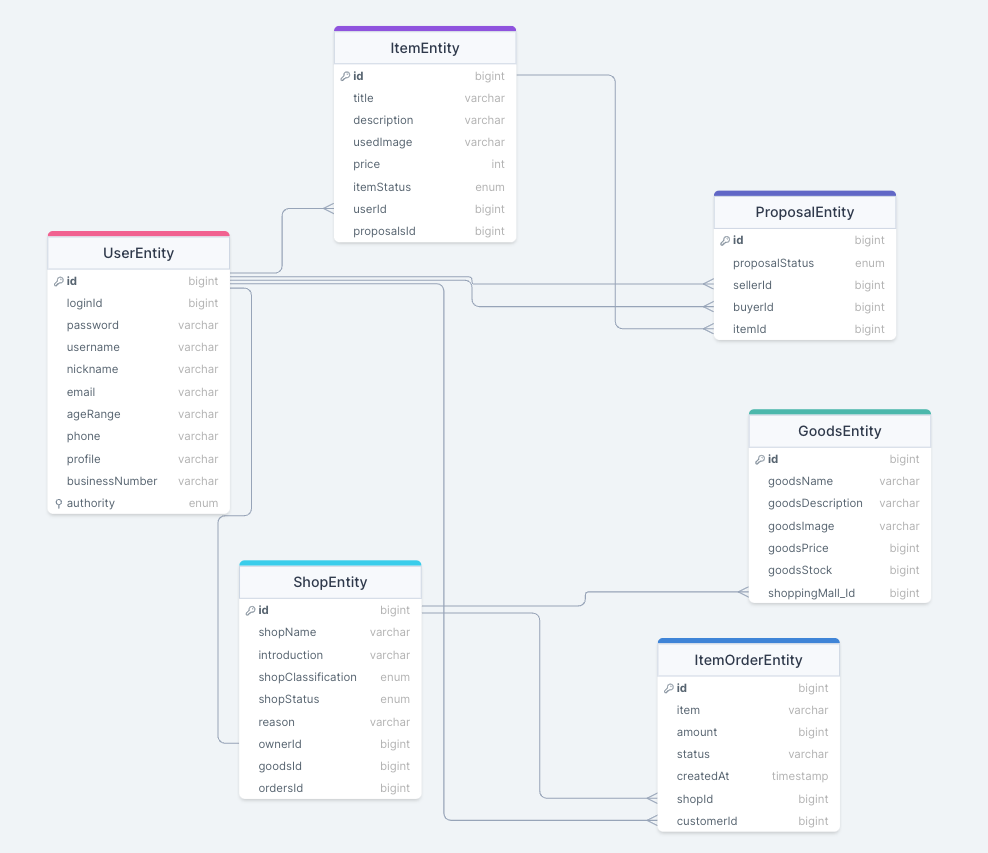 ItemEntity
id bigint
title varchar
description varchar
usedImage varchar
price int
itemStatus enum
userId bigint
proposalsId bigint
ProposalEntity
id bigint
proposalStatus enum
sellerId bigint
buyerId bigint
itemId bigint
UserEntity
id bigint
loginId bigint
password varchar
username varchar
nickname varchar
email varchar
ageRange varchar
phone varchar
profile varchar
businessNumber varchar
authority enum
GoodsEntity
id bigint
goodsName varchar
goodsDescription varchar
goodsImage varchar
goodsPrice bigint
goodsStock bigint
shoppingMall_Id bigint
ShopEntity
id bigint
shopName varchar
introduction varchar
shopClassification enum
shopStatus enum
reason varchar
ownerId bigint
goodsId bigint
ordersId bigint
ItemOrderEntity
id bigint
item varchar
amount bigint
status varchar
createdAt timestamp
shopId bigint
customerId bigint